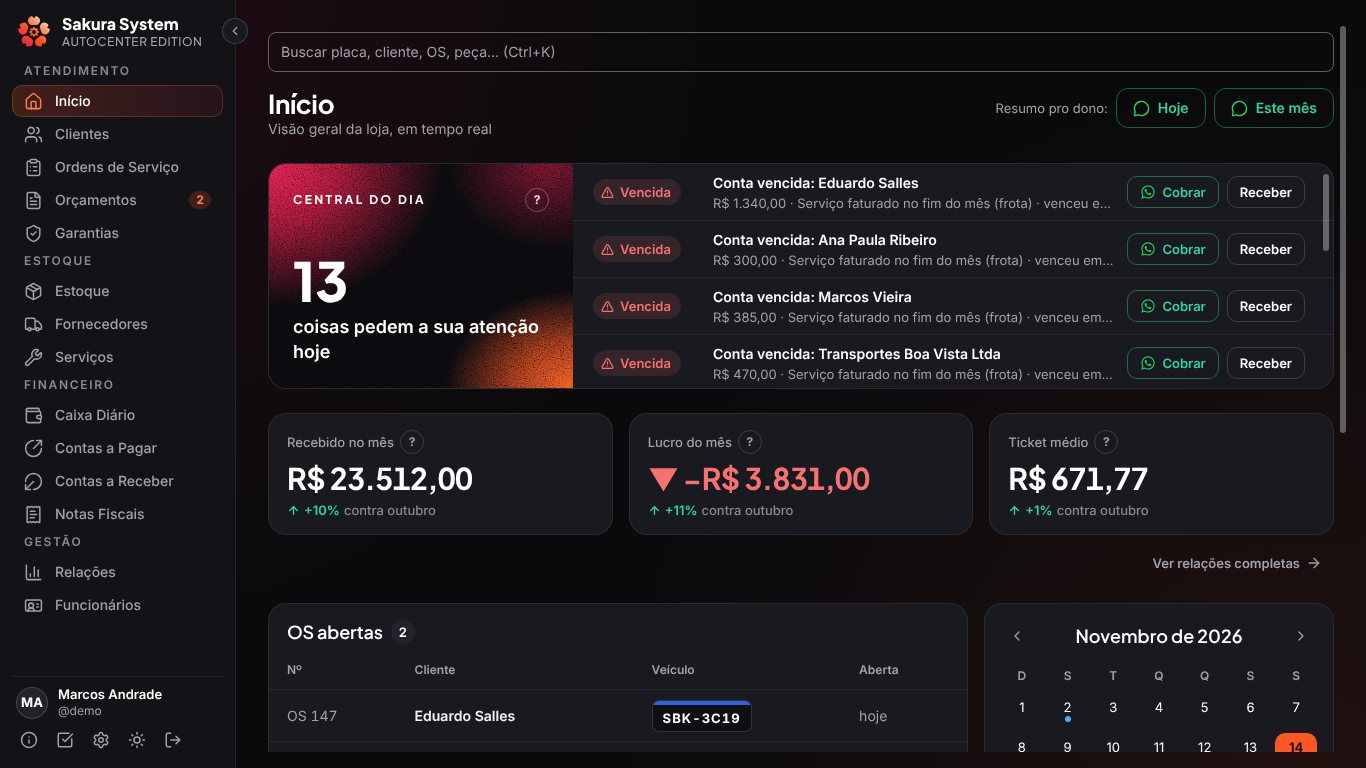 Sakura System
AUTOCENTER EDITION
ATENDIMENTO
Início
Clientes
Ordens de Serviço
Orçamentos 2
Garantias
ESTOQUE
Estoque
Fornecedores
Serviços
FINANCEIRO
Caixa Diário
Contas a Pagar
Contas a Receber
Notas Fiscais
GESTÃO
Relações
Funcionários
MA
Marcos Andrade
@demo
Buscar placa, cliente, OS, peça... (Ctrl+K)
Início
Visão geral da loja, em tempo real
Resumo pro dono: Hoje Este mês
CENTRAL DO DIA ?
13
coisas pedem a sua atenção
hoje
Vencida
Conta vencida: Eduardo Salles
R$ 1.340,00 · Serviço faturado no fim do mês (frota) · venceu e...
Cobrar Receber
Vencida
Conta vencida: Ana Paula Ribeiro
R$ 300,00 · Serviço faturado no fim do mês (frota) · venceu em...
Cobrar Receber
Vencida
Conta vencida: Marcos Vieira
R$ 385,00 · Serviço faturado no fim do mês (frota) · venceu em...
Cobrar Receber
Vencida
Conta vencida: Transportes Boa Vista Ltda
R$ 470,00 · Serviço faturado no fim do mês (frota) · venceu em...
Cobrar Receber
Recebido no mês ?
R$ 23.512,00
↑ +10% contra outubro
Lucro do mês ?
▼ −R$ 3.831,00
↑ +11% contra outubro
Ticket médio ?
R$ 671,77
↑ +1% contra outubro
Ver relações completas →
OS abertas 2
Nº Cliente Veículo Aberta
OS 147 Eduardo Salles SBK-3C19 hoje
Novembro de 2026
D S T Q Q S S
1 2 3 4 5 6 7
8 9 10 11 12 13 14